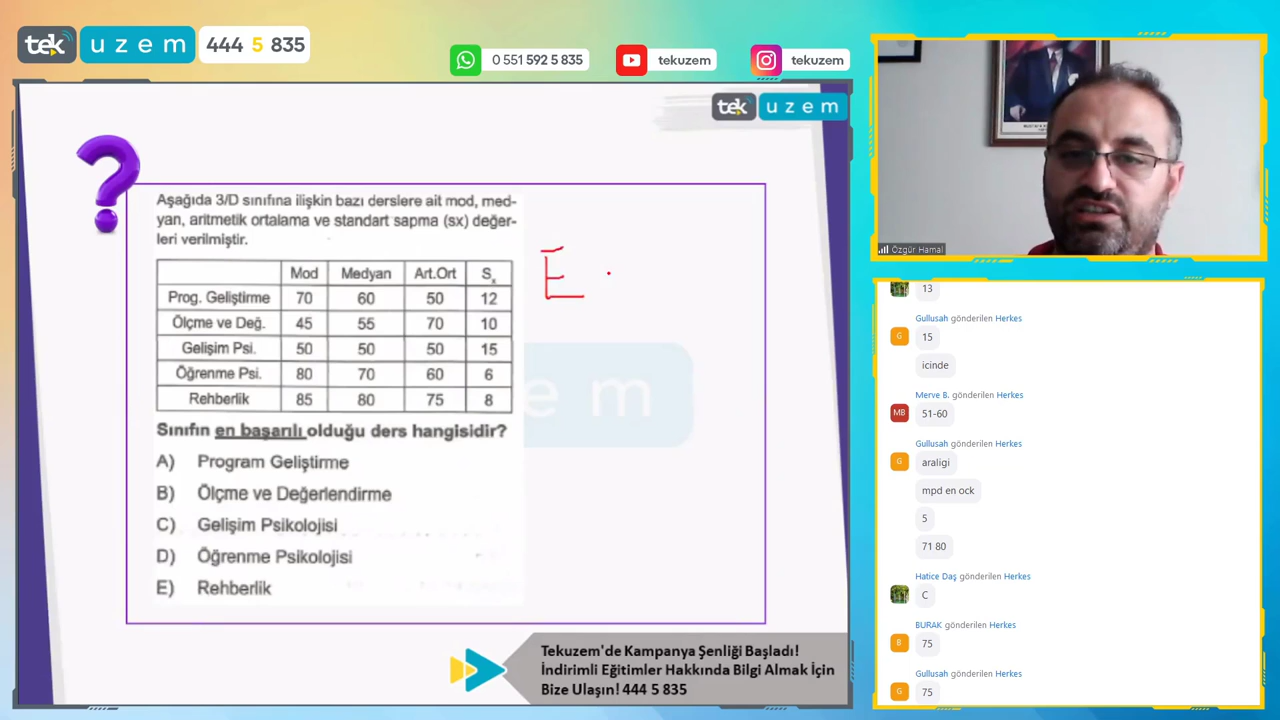 tek uzem 444 5 835
0 551 592 5 835
tekuzem
tekuzem
tek uzem
Aşağıda 3/D sınıfına ilişkin bazı derslere ait mod, med-
yan, aritmetik ortalama ve standart sapma (sx) değer-
leri verilmiştir.
Mod Medyan Art.Ort Sx
Prog. Geliştirme 70 60 50 12
Ölçme ve Değ. 45 55 70 10
Gelişim Psi. 50 50 50 15
Öğrenme Psi. 80 70 60 6
Rehberlik 85 80 75 8
E
e m
Sınıfın en başarılı olduğu ders hangisidir?
A) Program Geliştirme
B) Ölçme ve Değerlendirme
C) Gelişim Psikolojisi
D) Öğrenme Psikolojisi
E) Rehberlik
Tekuzem'de Kampanya Şenliği Başladı!
İndirimli Eğitimler Hakkında Bilgi Almak İçin
Bize Ulaşın! 444 5 835
Özgür Hamal
13
Gullusah gönderilen Herkes
G 15
icinde
Merve B. gönderilen Herkes
MB 51-60
Gullusah gönderilen Herkes
G araligi
mpd en ock
5
71 80
Hatice Daş gönderilen Herkes
C
BURAK gönderilen Herkes
B 75
Gullusah gönderilen Herkes
G 75